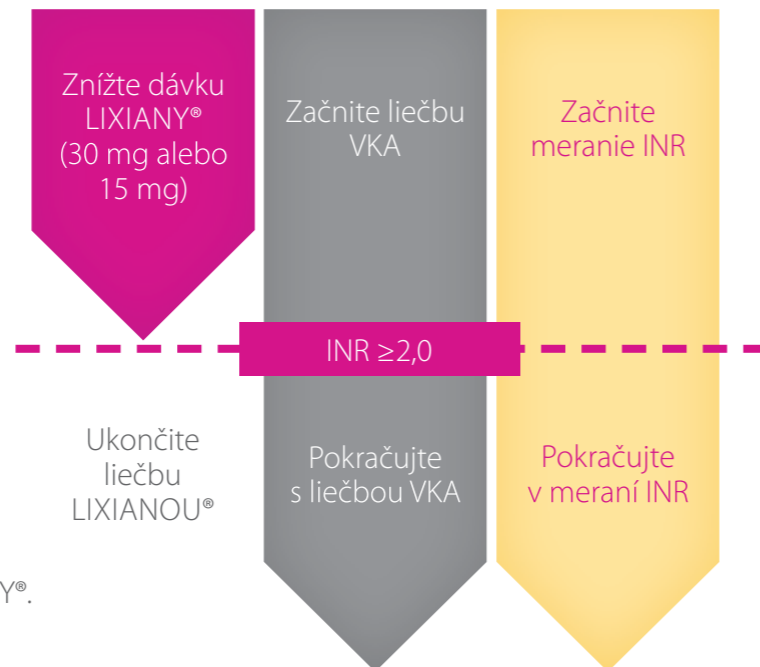 Znížte dávku
LIXIANY®
(30 mg alebo
15 mg)
Začnite liečbu
VKA
Začnite
meranie INR
INR ≥2,0
Ukončite
liečbu
LIXIANOU®
Pokračujte
s liečbou VKA
Pokračujte
v meraní INR
Y®.